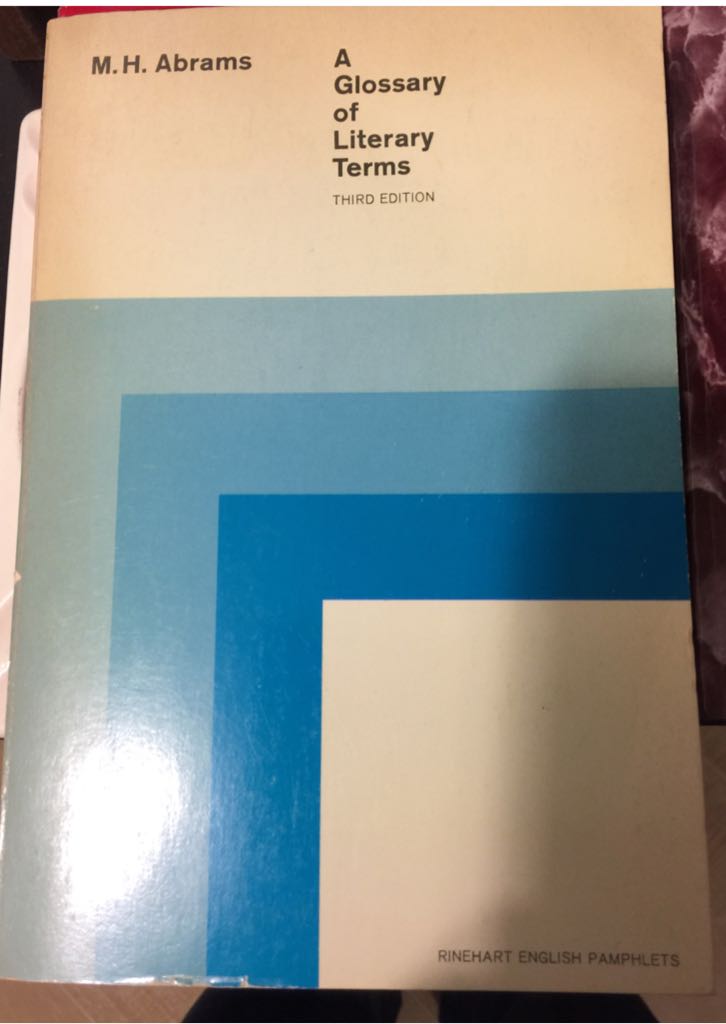 M. H. Abrams
A
Glossary
of
Literary
Terms
THIRD EDITION
RINEHART ENGLISH PAMPHLETS